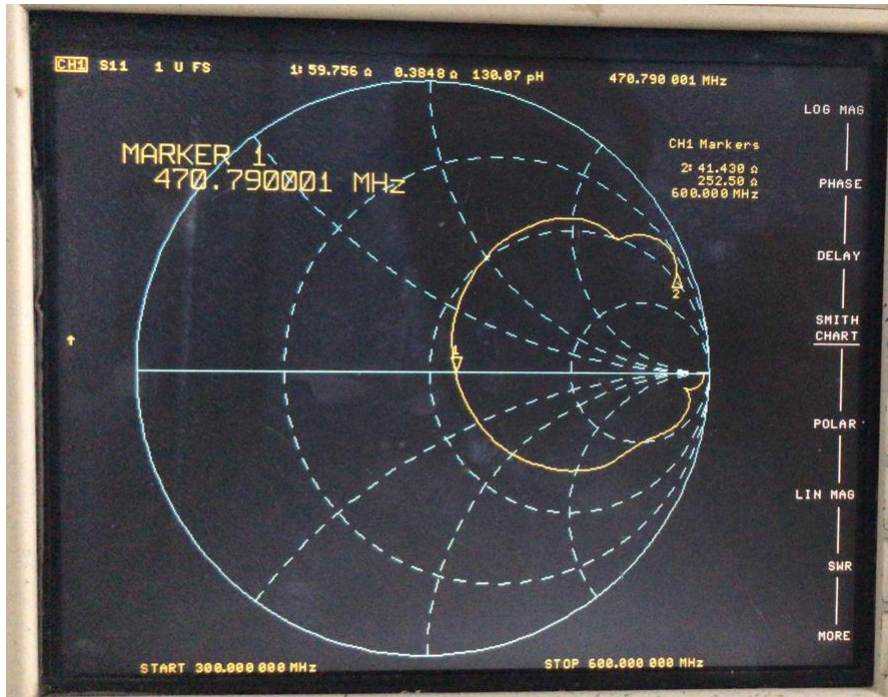 CH1 S11 1 U FS 1: 59.756 Ω 0.3848 Ω 130.07 pH 470.790 001 MHz
MARKER 1
470.790001 MHz
CH1 Markers
2: 41.430 Ω
252.50 Ω
600.000 MHz
1
2
LOG MAG
PHASE
DELAY
SMITH
CHART
POLAR
LIN MAG
SWR
MORE
START 300.000 000 MHz STOP 600.000 000 MHz